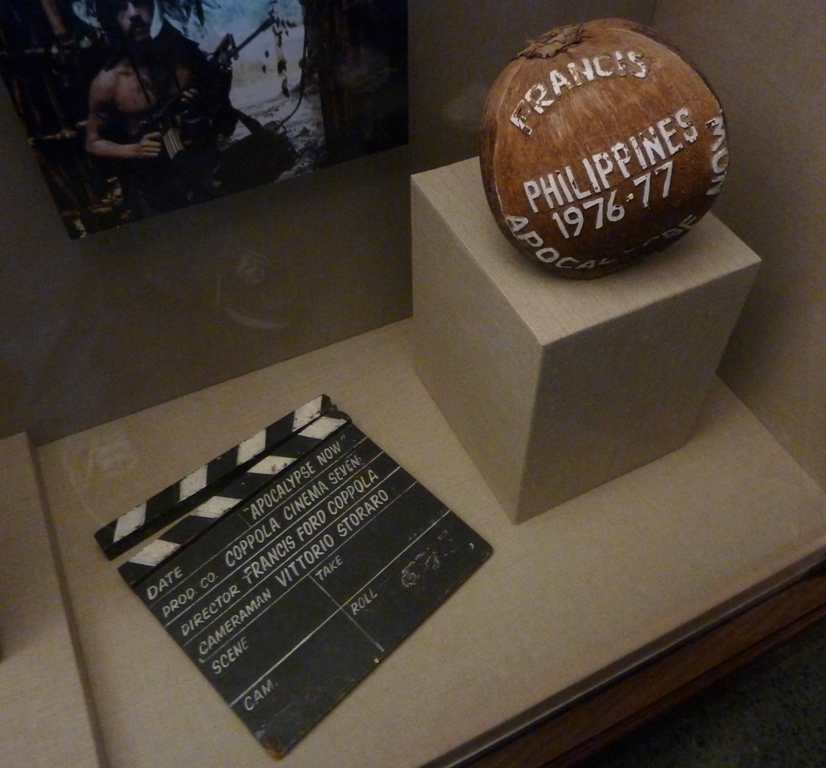 FRANCIS
PHILIPPINES
1976-77
APOCALYPSE
"APOCALYPSE NOW"
DATE
PROD. CO. COPPOLA CINEMA SEVEN
DIRECTOR FRANCIS FORD COPPOLA
CAMERAMAN VITTORIO STORARO
SCENE
TAKE
CAM.
ROLL